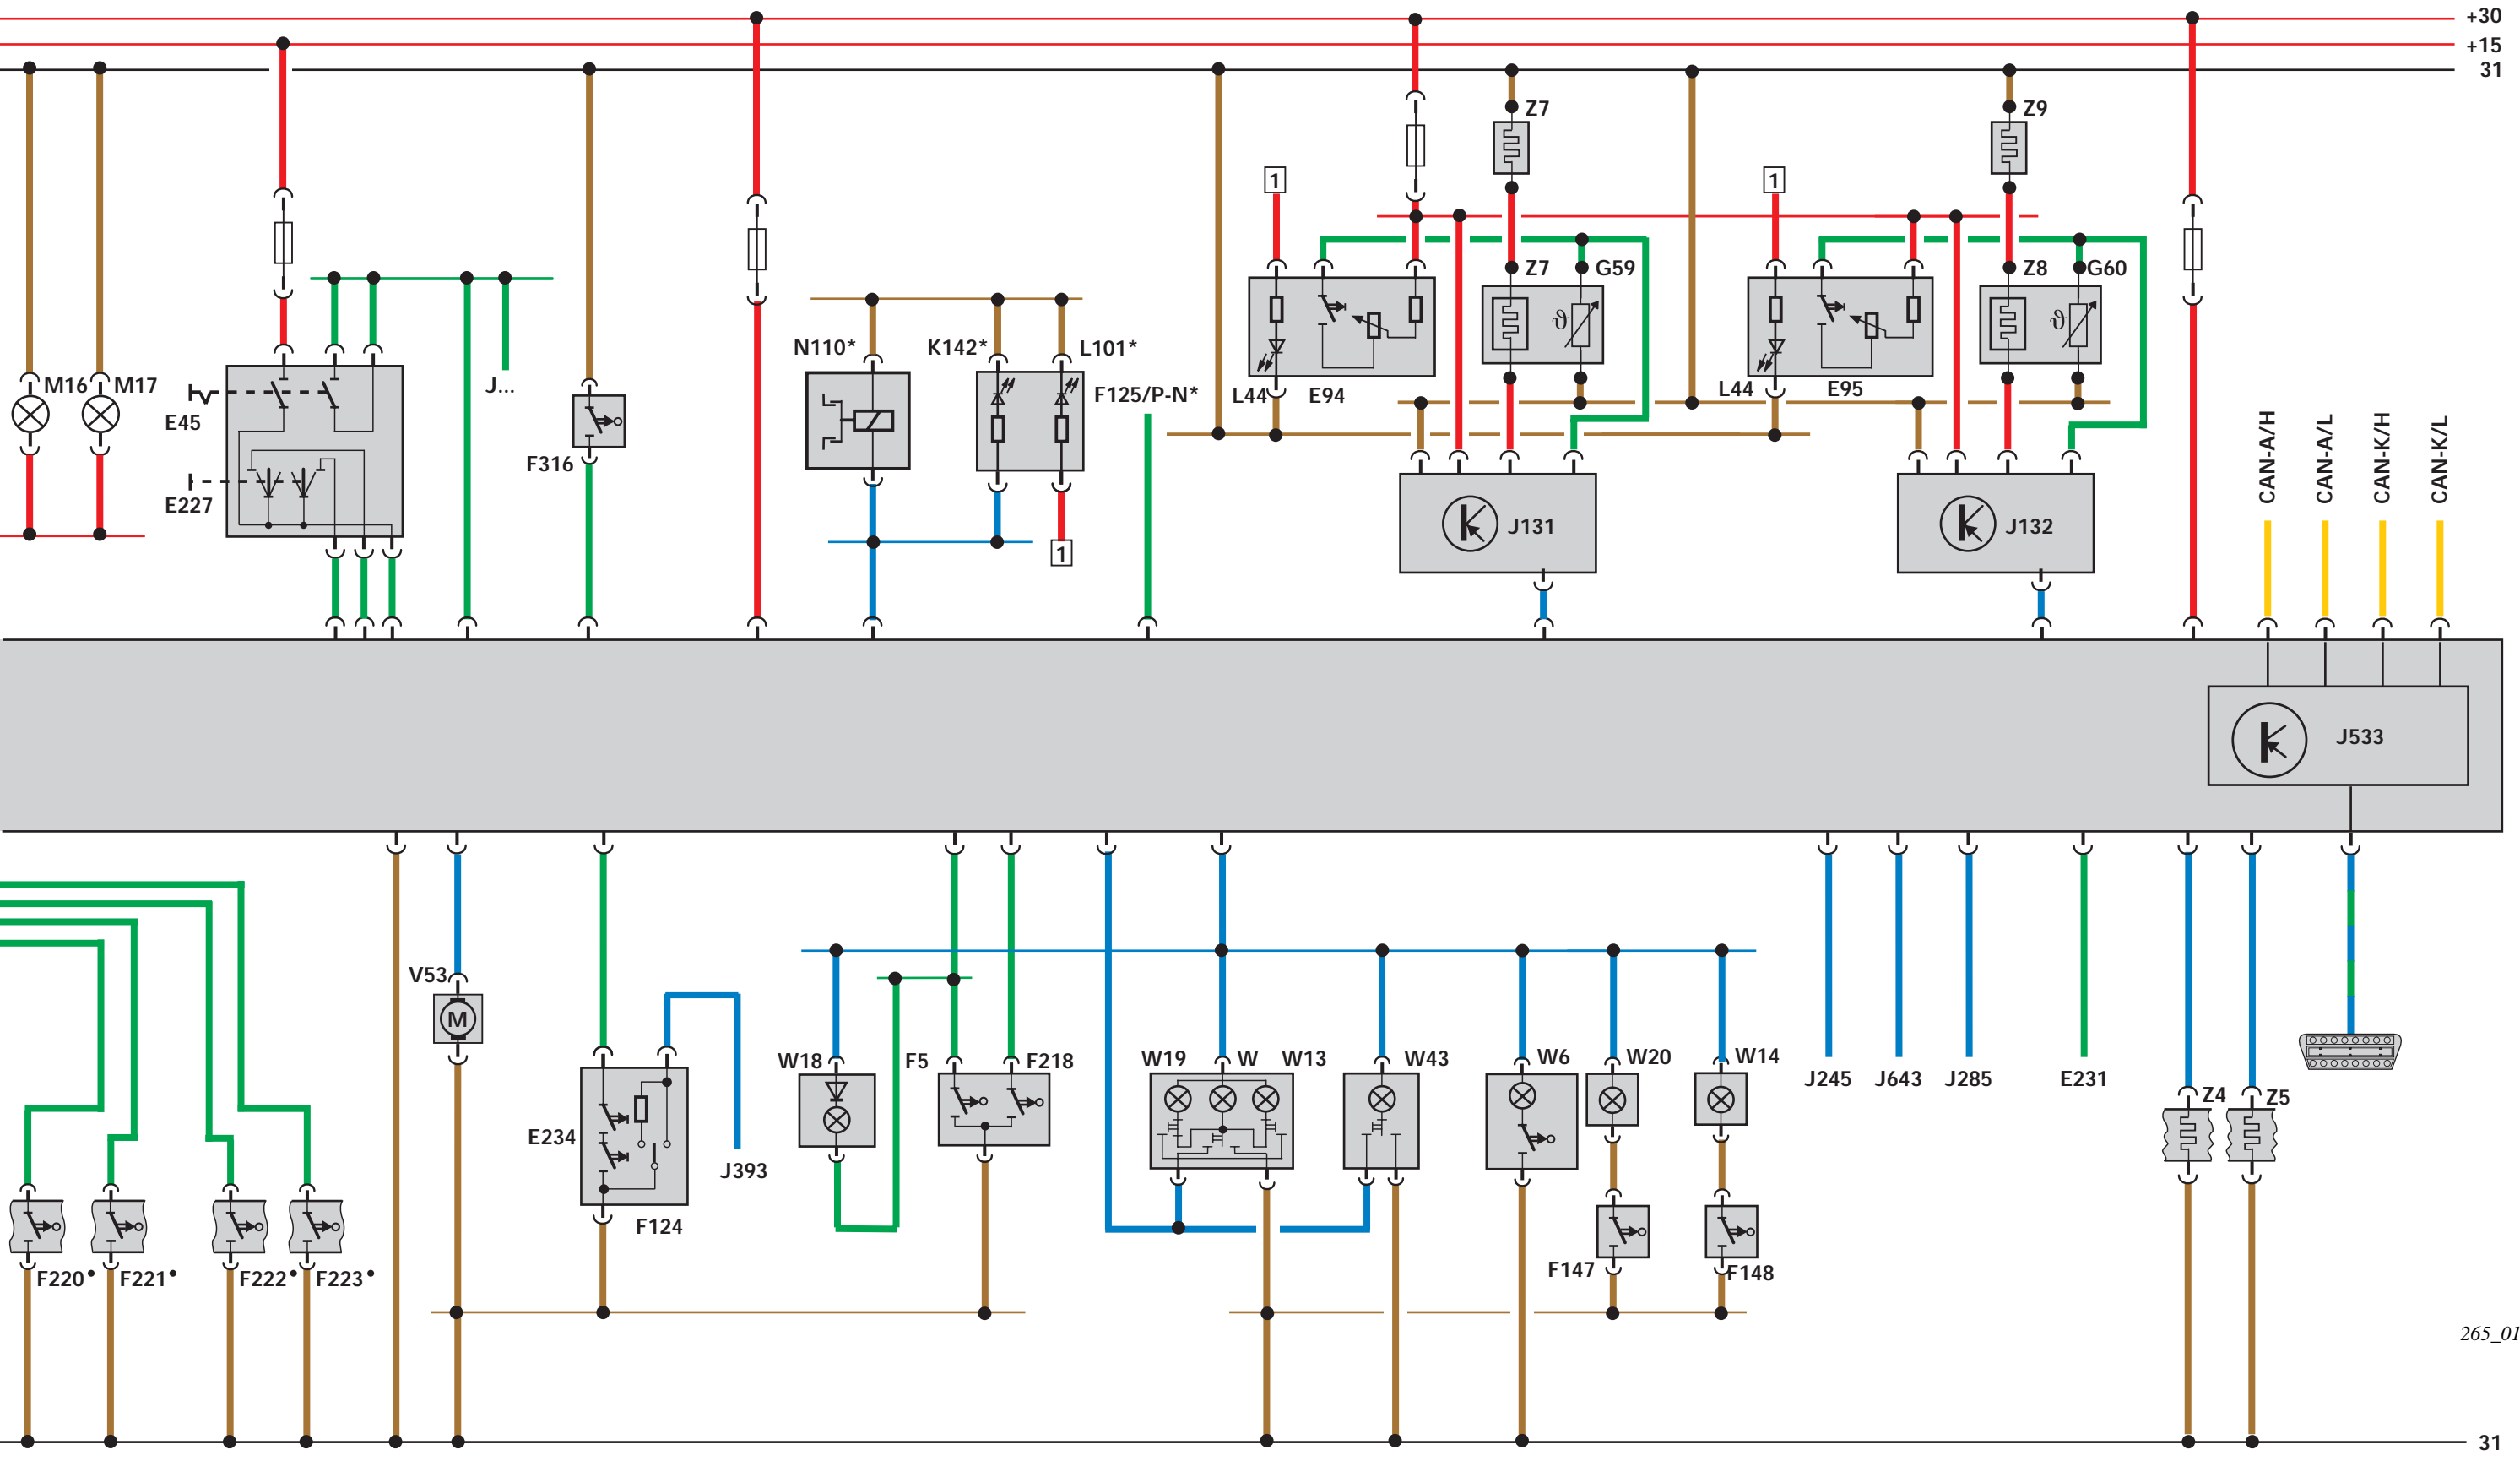 +30
+15
31
Z7
Z9
1
1
Z7
G59
Z8
G60
ϑ
ϑ
N110*
K142*
L101*
M16
M17
E45
J...
F125/P-N*
L44
E94
L44
E95
F316
E227
1
J131
J132
CAN-A/H
CAN-A/L
CAN-K/H
CAN-K/L
J533
V53
M
W18
F5
F218
W19
W
W13
W43
W6
W20
W14
J245
J643
J285
E231
Z4
Z5
E234
J393
F124
F147
F148
F220•
F221•
F222•
F223•
265_01
31